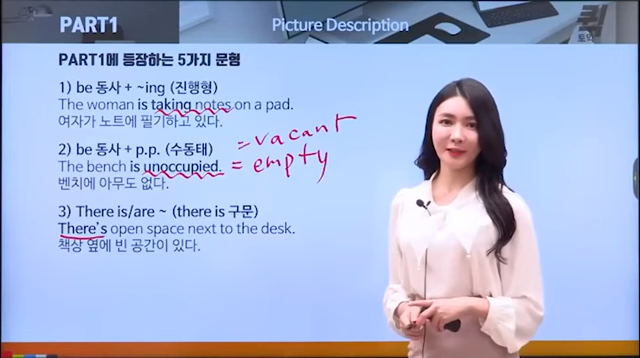 PART1
Picture Description
퀵
토익
PART1에 등장하는 5가지 문형
1) be 동사 + ~ing (진행형)
The woman is taking notes on a pad.
여자가 노트에 필기하고 있다.
2) be 동사 + p.p. (수동태)
=vacant
The bench is unoccupied. = empty
벤치에 아무도 없다.
3) There is/are ~ (there is 구문)
There's open space next to the desk.
책상 옆에 빈 공간이 있다.